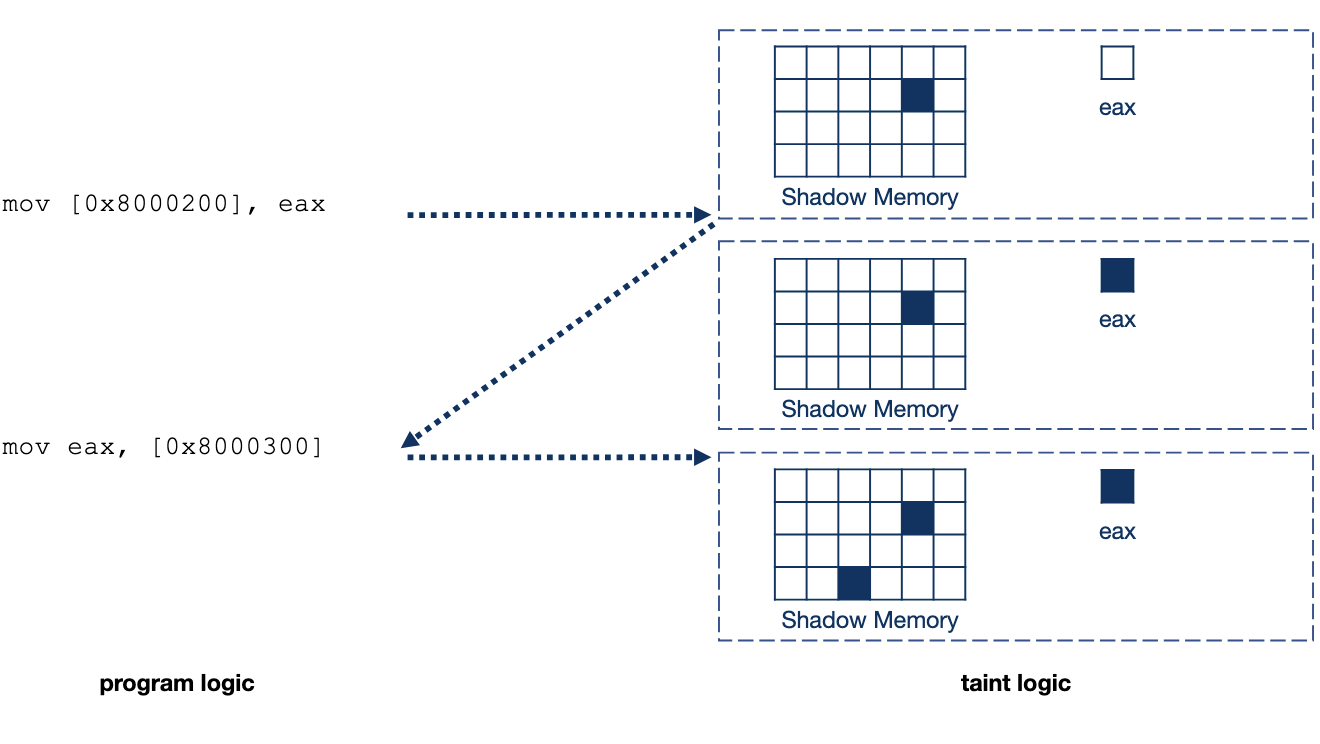 eax
Shadow Memory
mov [0x8000200], eax
eax
Shadow Memory
mov eax, [0x8000300]
eax
Shadow Memory
program logic
taint logic